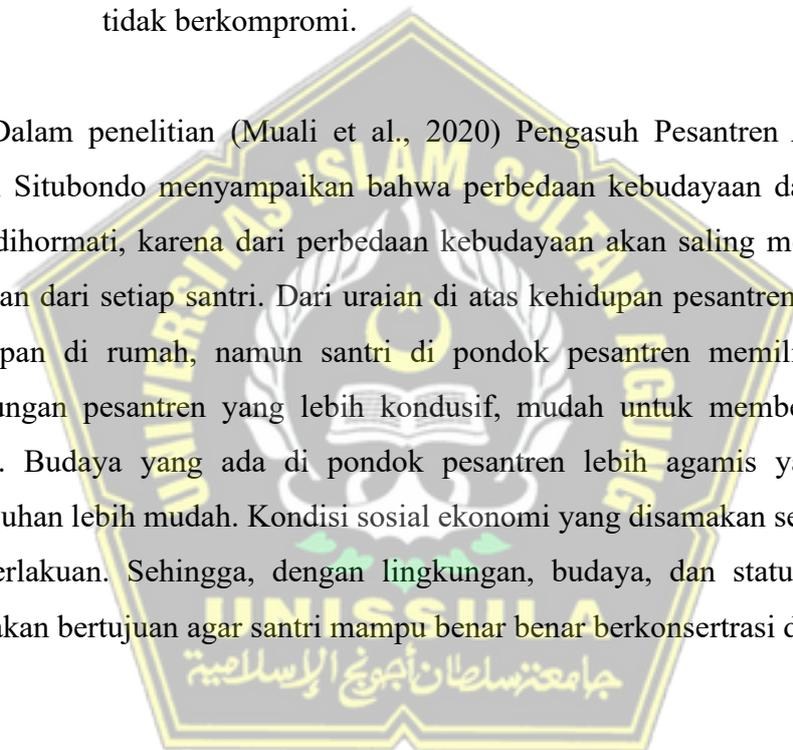 tidak berkompromi.
Dalam penelitian (Muali et al., 2020) Pengasuh Pesantren
Situbondo menyampaikan bahwa perbedaan kebudayaan da
dihormati, karena dari perbedaan kebudayaan akan saling m
an dari setiap santri. Dari uraian di atas kehidupan pesantren
pan di rumah, namun santri di pondok pesantren memili
ungan pesantren yang lebih kondusif, mudah untuk membe
. Budaya yang ada di pondok pesantren lebih agamis ya
uhan lebih mudah. Kondisi sosial ekonomi yang disamakan se
erlakuan. Sehingga, dengan lingkungan, budaya, dan statu
akan bertujuan agar santri mampu benar benar berkonsertrasi d
UNIVERSITAS ISLAM SULTAN AGUNG
UNISSULA
جامعتسلطان أجونج الإسلامية